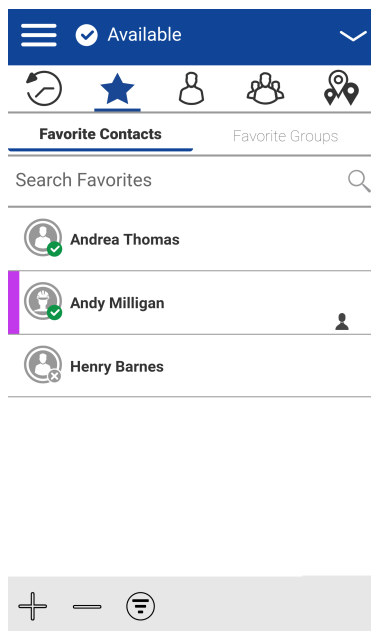 Available
Favorite Contacts
Favorite Groups
Search Favorites
Andrea Thomas
Andy Milligan
Henry Barnes